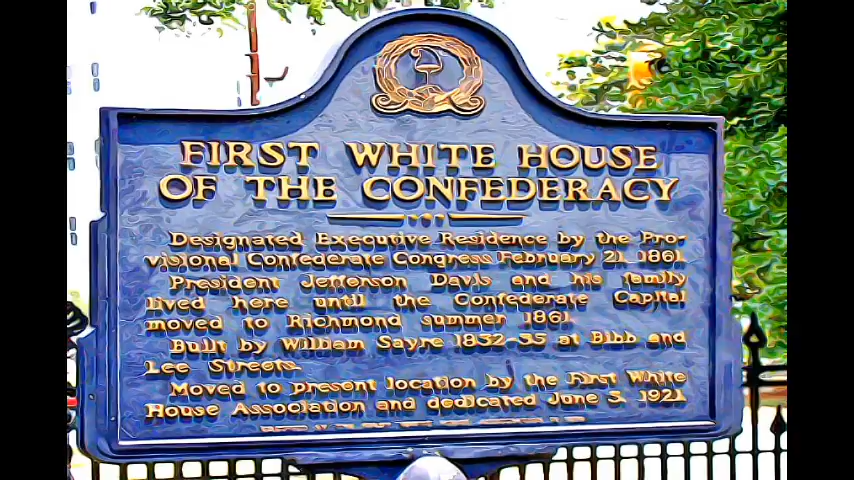 FIRST WHITE HOUSE
OF THE CONFEDERACY
Designated Executive Residence by the Pro-
visional Confederate Congress February 21, 1861.
President Jefferson Davis and his family
lived here until the Confederate Capital
moved to Richmond summer 1861.
Built by William Sayre 1832-35 at Bibb and
Lee Streets.
Moved to present location by the First White
House Association and dedicated June 3, 1921.